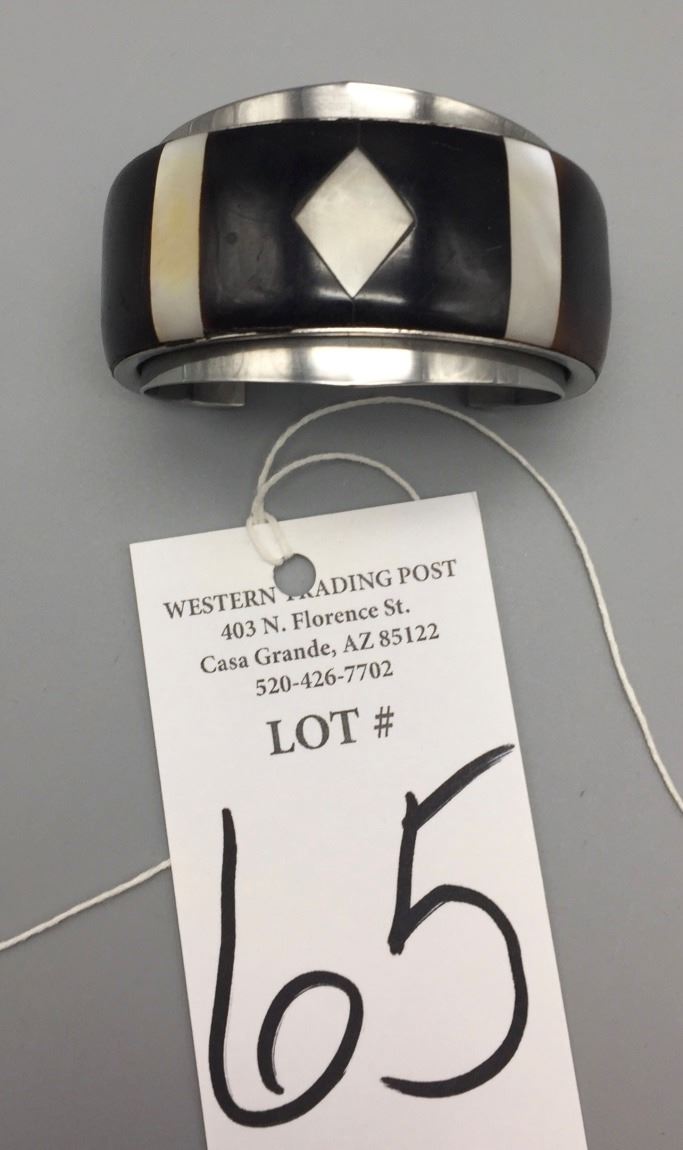 WESTERN TRADING POST
403 N. Florence St.
Casa Grande, AZ 85122
520-426-7702
LOT #
65